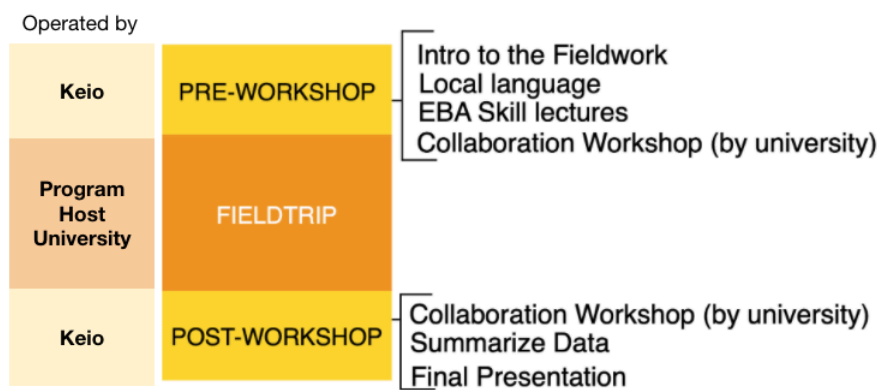 Operated by
Keio
PRE-WORKSHOP
Intro to the Fieldwork
Local language
EBA Skill lectures
Collaboration Workshop (by university)
Program
Host
University
FIELDTRIP
Keio
POST-WORKSHOP
Collaboration Workshop (by university)
Summarize Data
Final Presentation